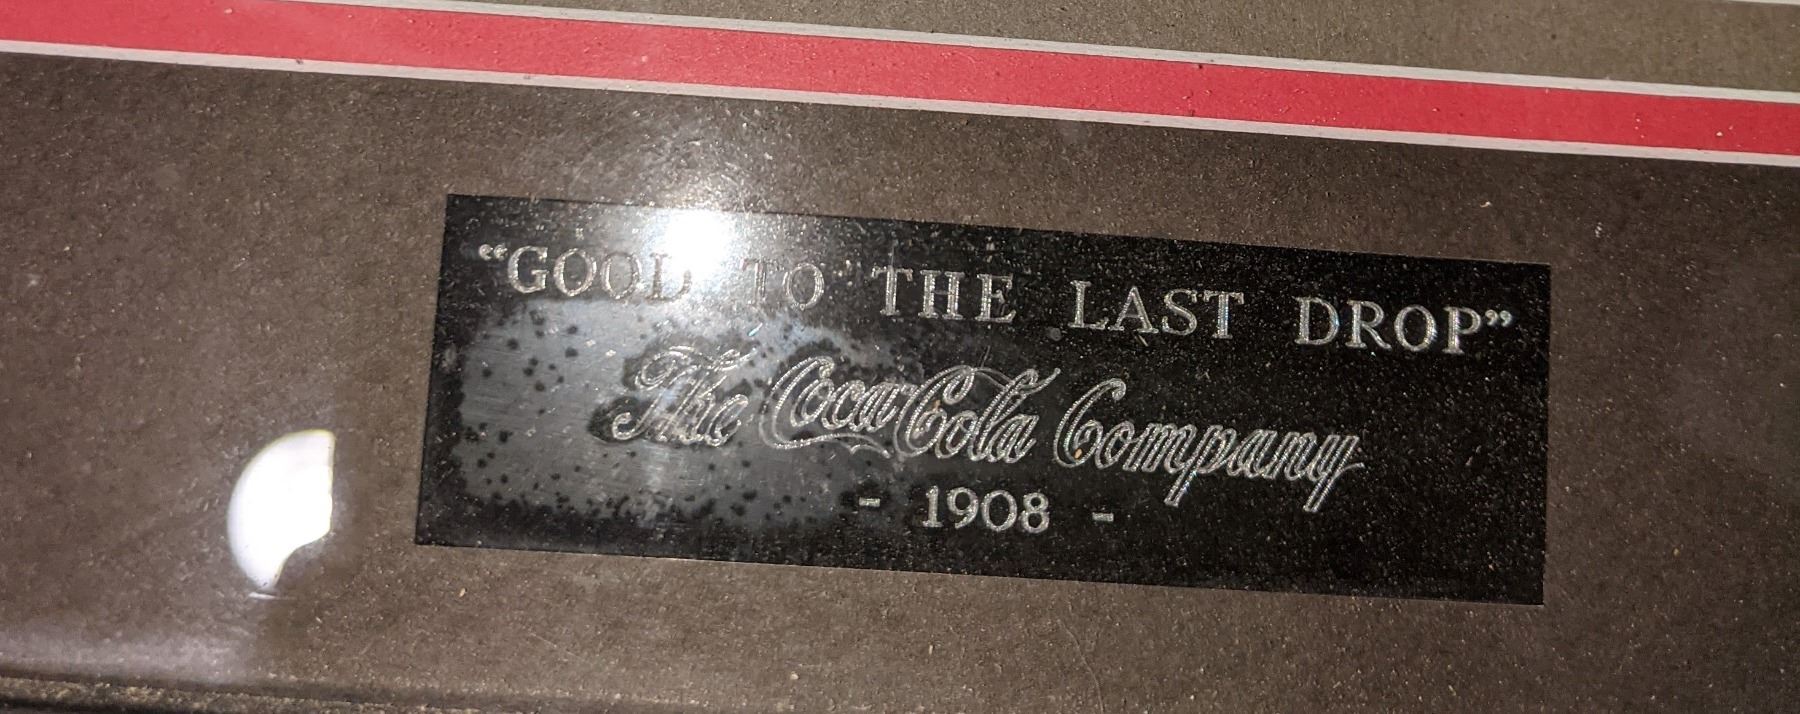 “GOOD TO THE LAST DROP”
The Coca-Cola Company
- 1908 -